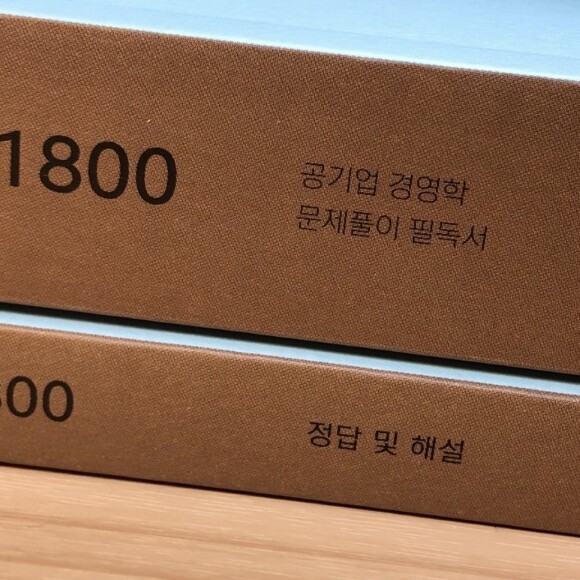 1800
공기업 경영학
문제풀이 필독서
800
정답 및 해설